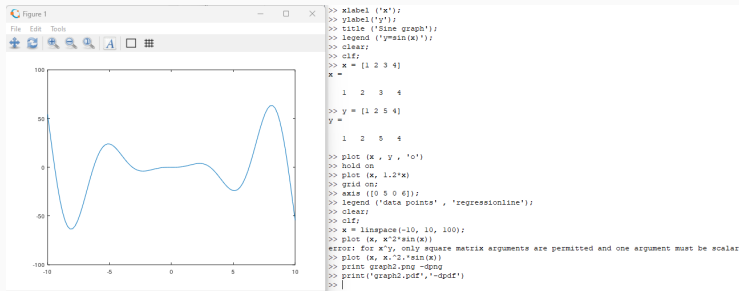 Figure 1
File Edit Tools
A
100
50
0
-50
-100
-10 -5 0 5 10
>> xlabel ('x');
>> ylabel('y');
>> title ('Sine graph');
>> legend ('y=sin(x)');
>> clear;
>> clf;
>> x = [1 2 3 4]
x =
1 2 3 4
>> y = [1 2 5 4]
y =
1 2 5 4
>> plot (x , y , 'o')
>> hold on
>> plot (x, 1.2*x)
>> grid on;
>> axis ([0 5 0 6]);
>> legend ('data points' , 'regressionline');
>> clear;
>> clf;
>> x = linspace(-10, 10, 100);
>> plot (x, x^2*sin(x))
error: for x^y, only square matrix arguments are permitted and one argument must be scalar
>> plot (x, x.^2.*sin(x))
>> print graph2.png -dpng
>> print('graph2.pdf','-dpdf')
>>